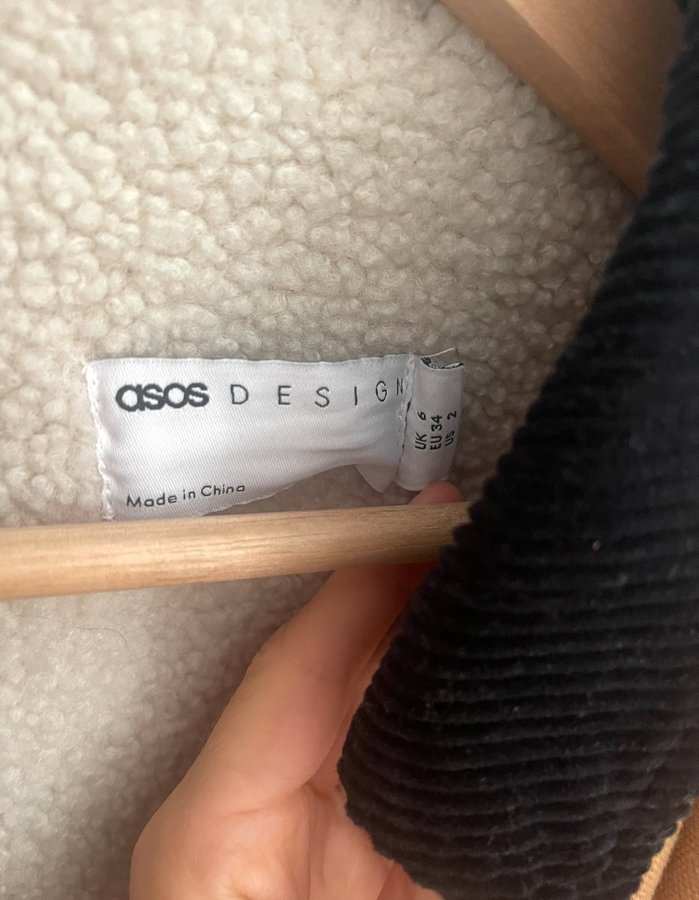 asos DESIGN
Made in China
UK 6
EU 34
US 2